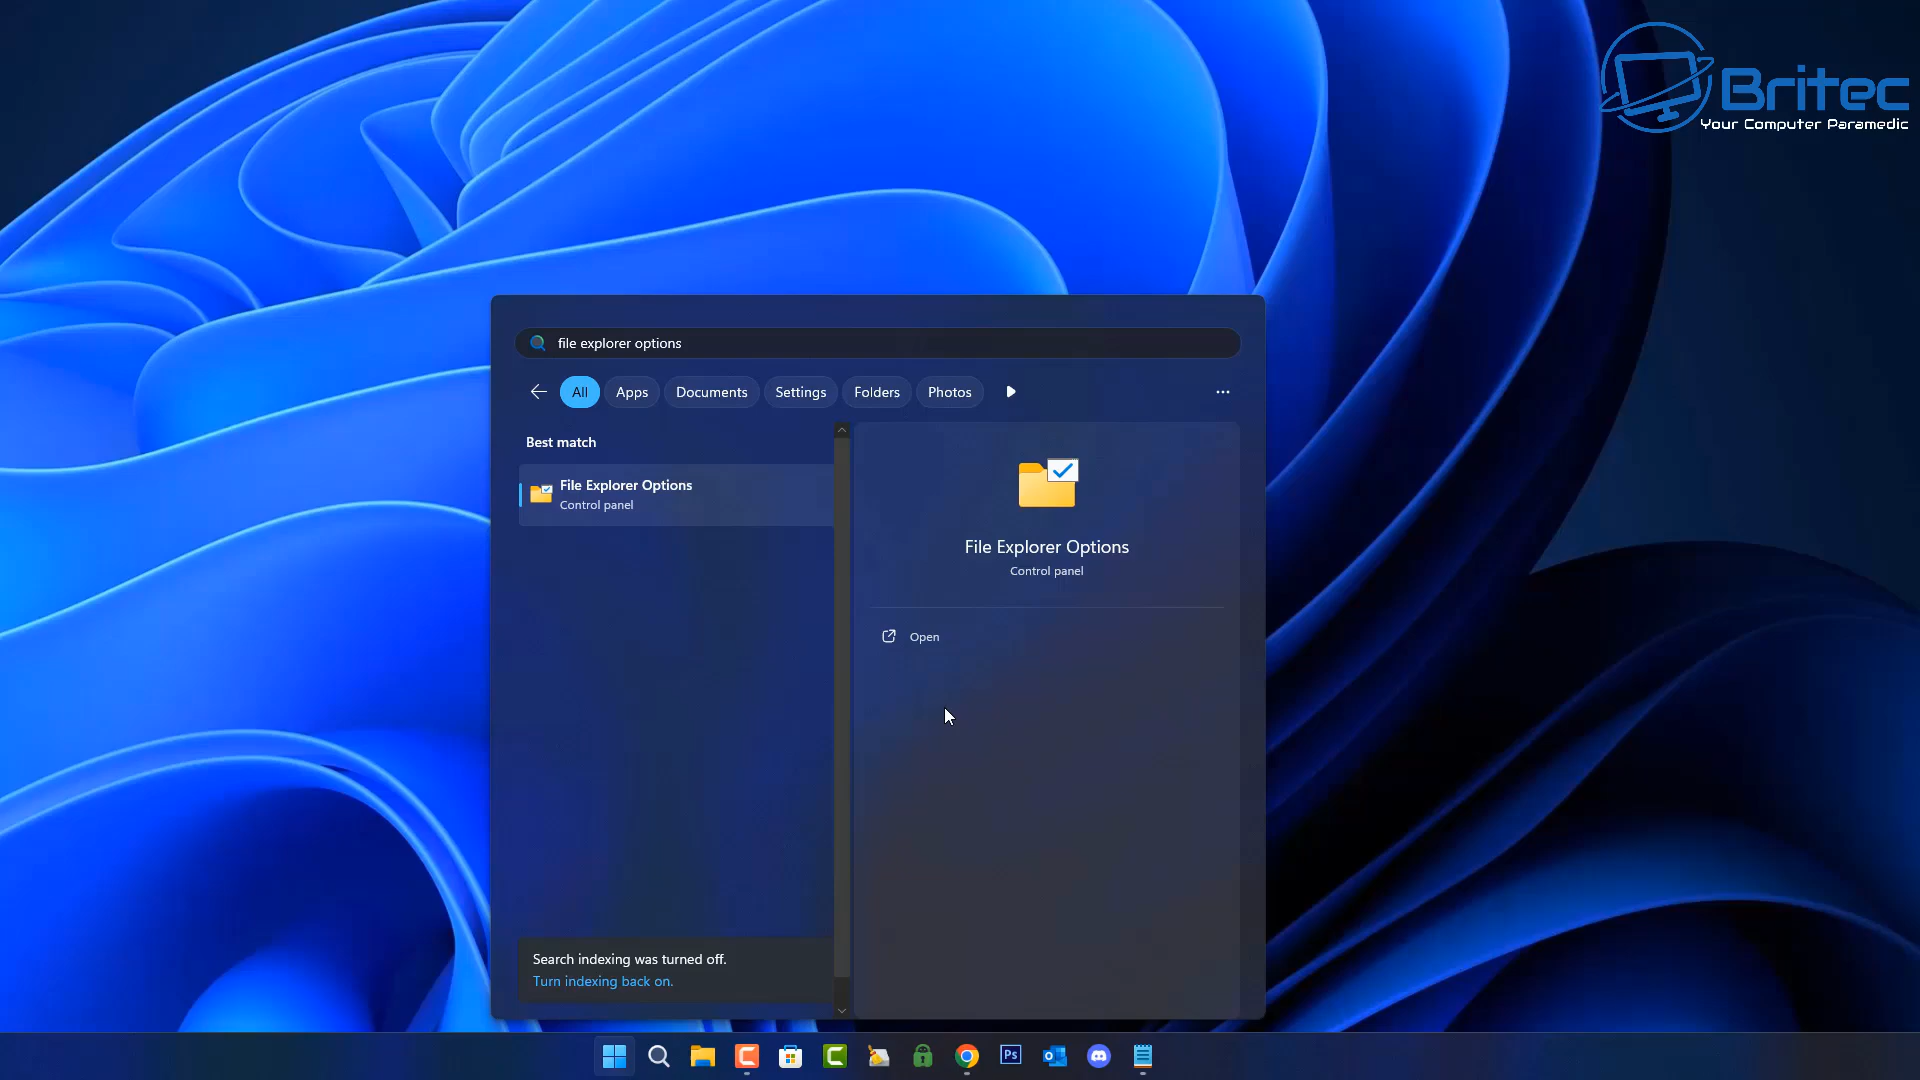 Britec
Your Computer Paramedic
file explorer options
All Apps Documents Settings Folders Photos
Best match
File Explorer Options
Control panel
File Explorer Options
Control panel
Open
Search indexing was turned off.
Turn indexing back on.
Ps